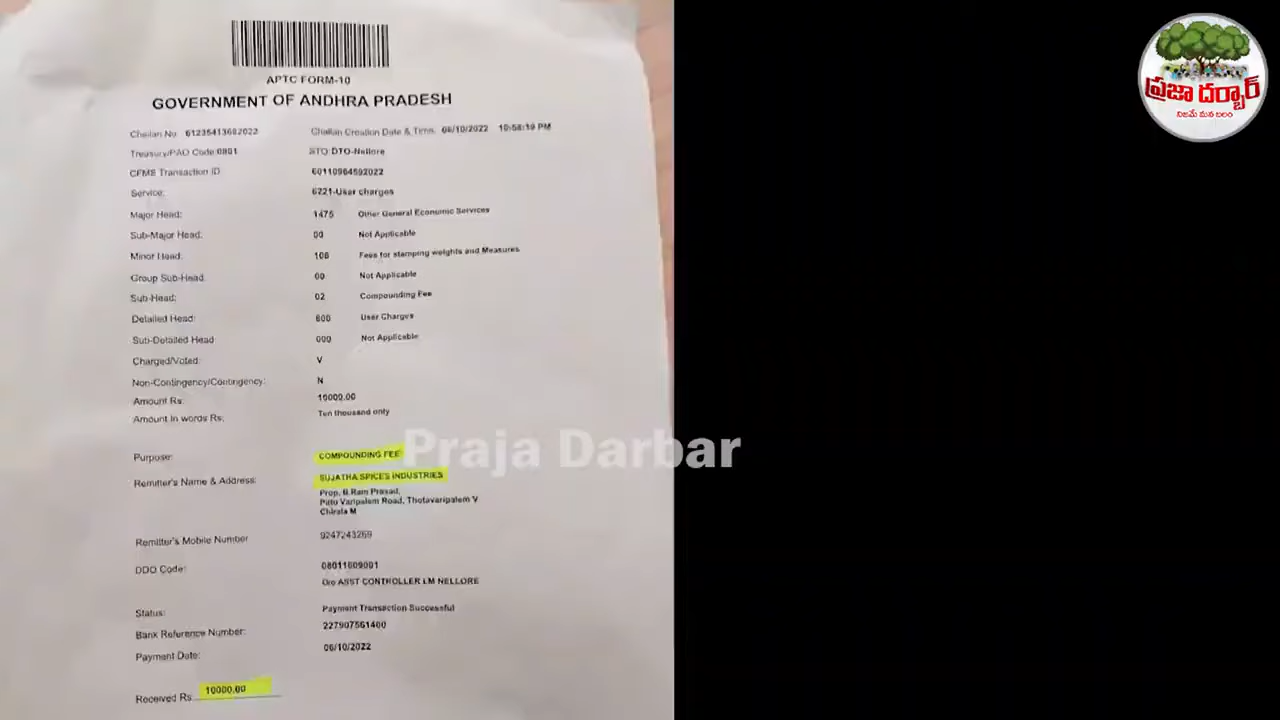 APTC FORM-10
GOVERNMENT OF ANDHRA PRADESH
Challan No. 61235413682022 Challan Creation Date & Time. 06/10/2022 10:58:19 PM
Treasury/PAO Code:0801 STO DTO-Nellore
CFMS Transaction ID 60110964592022
Service: 6221-User charges
Major Head: 1475 Other General Economic Services
Sub-Major Head: 00 Not Applicable
Minor Head: 106 Fees for stamping weights and Measures
Group Sub-Head 00 Not Applicable
Sub-Head: 02 Compounding Fee
Detailed Head: 800 User Charges
Sub-Detailed Head 000 Not Applicable
Charged/Voted: V
Non-Contingency/Contingency: N
Amount Rs: 10000.00
Amount in words Rs: Ten thousand only
Purpose: COMPOUNDING FEE
Remitter's Name & Address: SUJATHA SPICES INDUSTRIES
Prop. B.Ram Prasad,
Pittu Varipalem Road, Thotavaripalem V
Chirala M
Remitter's Mobile Number 9247243269
DDO Code: 08011609001
O/o ASST CONTROLLER LM NELLORE
Status: Payment Transaction Successful
Bank Reference Number: 227907561400
Payment Date: 06/10/2022
Received Rs 10000.00
Praja Darbar
ప్రజా దర్బార్
నిజమే మన బలం